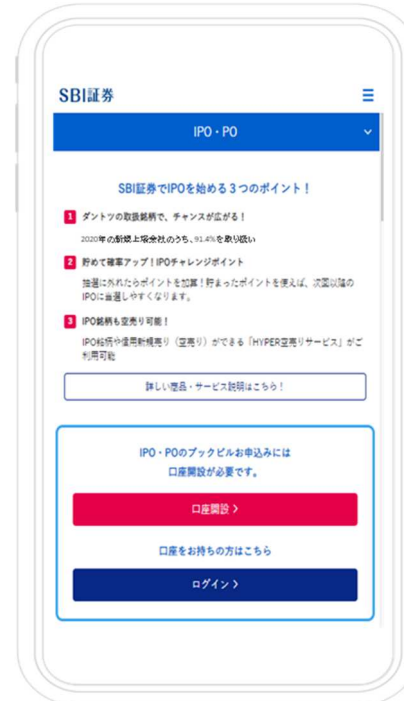 SBI証券
IPO・PO
SBI証券でIPOを始める3つのポイント！
1 ダントツの取扱銘柄で、チャンスが広がる！
2020年の新規上場会社のうち、91.4%を取り扱い
2 貯めて確率アップ！IPOチャレンジポイント
抽選に外れたらポイントを加算！貯まったポイントを使えば、次回以降の
IPOに当選しやすくなります。
3 IPO銘柄も空売り可能！
IPO銘柄や信用新規売り（空売り）ができる「HYPER空売りサービス」がご
利用可能
詳しい商品・サービス説明はこちら！
IPO・POのブックビルお申込みには
口座開設が必要です。
口座開設 >
口座をお持ちの方はこちら
ログイン >